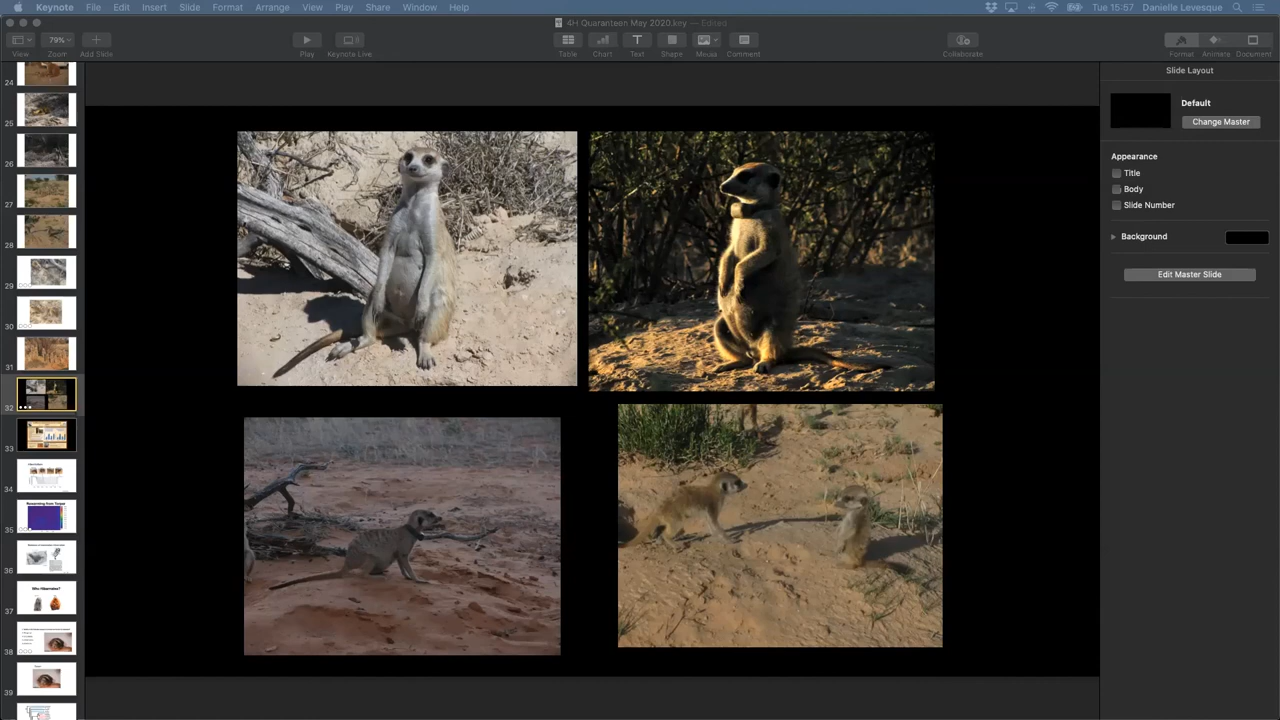 Keynote File Edit Insert Slide Format Arrange View Play Share Window Help Tue 15:57 Danielle Levesque
4H Quaranteen May 2020.key — Edited
79%
View Zoom Add Slide Play Keynote Live Table Chart Text Shape Media Comment Collaborate Format Animate Document
Slide Layout
Default
Change Master
Appearance
Title
Body
Slide Number
Background
Edit Master Slide
24
25
26
27
28
29
30
31
32
33
34
35
36
Who Hibernates?
37
38
39